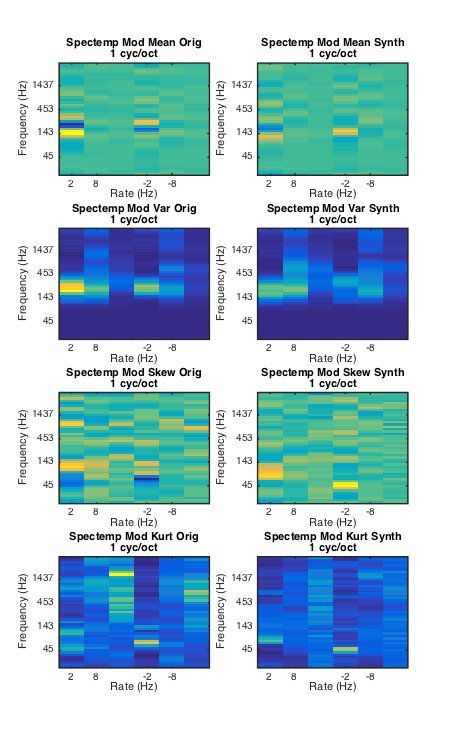 Spectemp Mod Mean Orig
1 cyc/oct
Frequency (Hz)
1437
453
143
45
2 8 -2 -8
Rate (Hz)
Spectemp Mod Mean Synth
1 cyc/oct
Frequency (Hz)
1437
453
143
45
2 8 -2 -8
Rate (Hz)
Spectemp Mod Var Orig
1 cyc/oct
Frequency (Hz)
1437
453
143
45
2 8 -2 -8
Rate (Hz)
Spectemp Mod Var Synth
1 cyc/oct
Frequency (Hz)
1437
453
143
45
2 8 -2 -8
Rate (Hz)
Spectemp Mod Skew Orig
1 cyc/oct
Frequency (Hz)
1437
453
143
45
2 8 -2 -8
Rate (Hz)
Spectemp Mod Skew Synth
1 cyc/oct
Frequency (Hz)
1437
453
143
45
2 8 -2 -8
Rate (Hz)
Spectemp Mod Kurt Orig
1 cyc/oct
Frequency (Hz)
1437
453
143
45
2 8 -2 -8
Rate (Hz)
Spectemp Mod Kurt Synth
1 cyc/oct
Frequency (Hz)
1437
453
143
45
2 8 -2 -8
Rate (Hz)